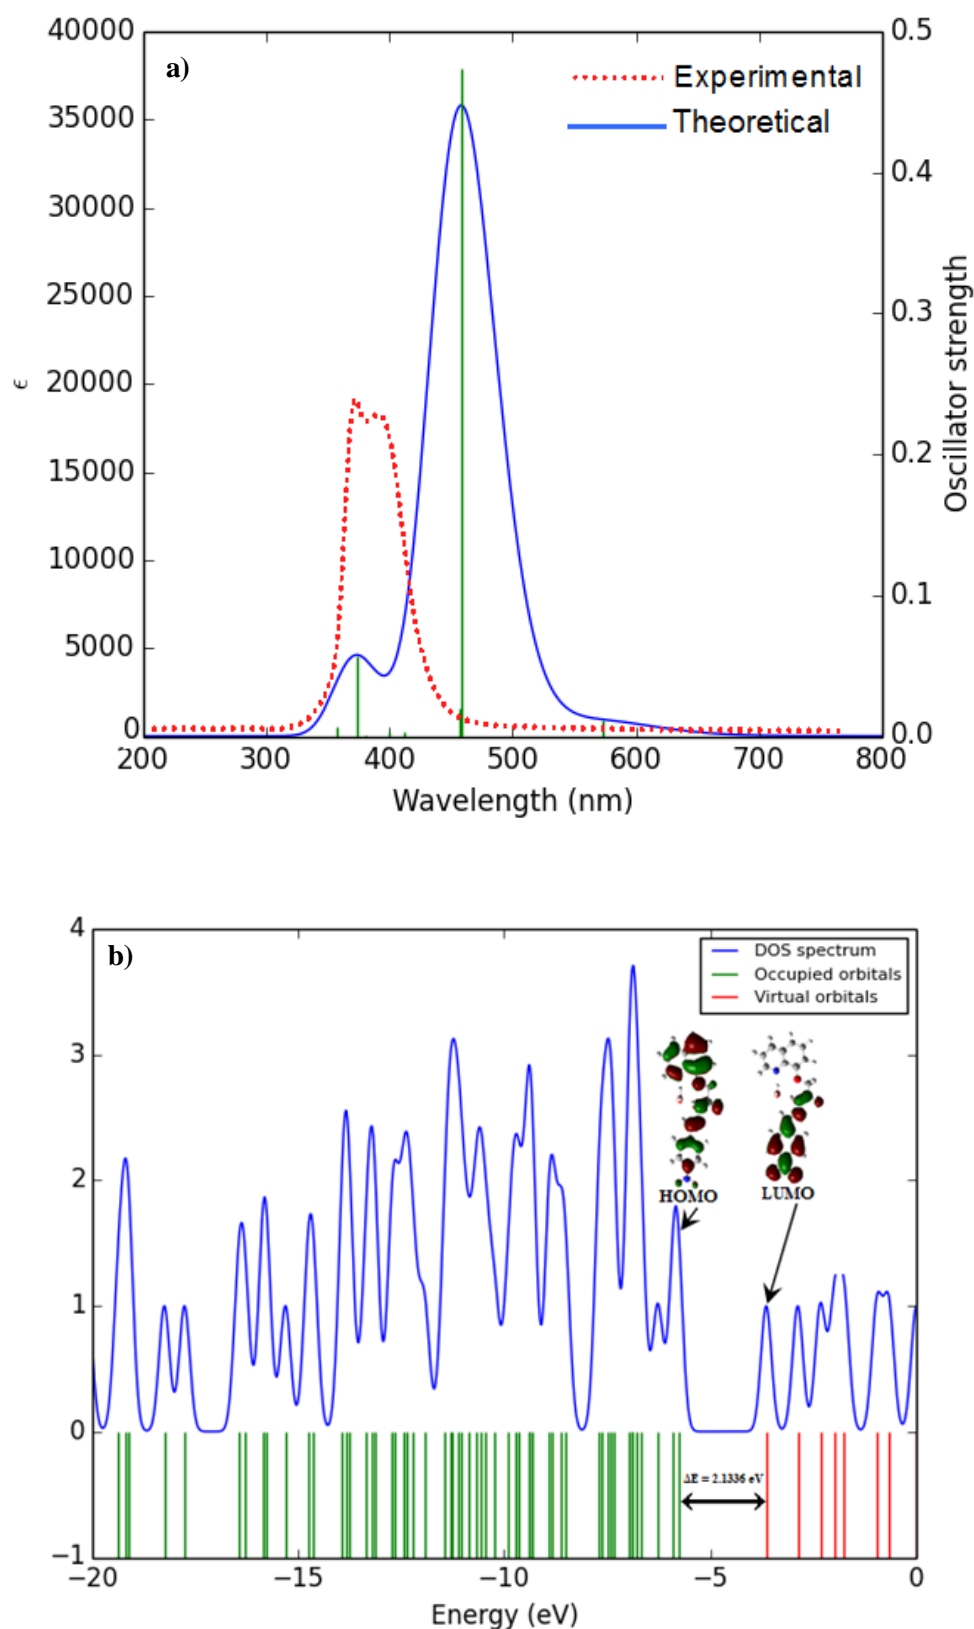 40000
0.5
a)
Experimental
35000
Theoretical
0.4
30000
25000
0.3
ϵ
20000
Oscillator strength
0.2
15000
10000
0.1
5000
0
0.0
200 300 400 500 600 700 800
Wavelength (nm)
4
b)
DOS spectrum
Occupied orbitals
Virtual orbitals
3
2
HOMO
LUMO
1
0
ΔE = 2.1336 eV
−1
−20 −15 −10 −5 0
Energy (eV)